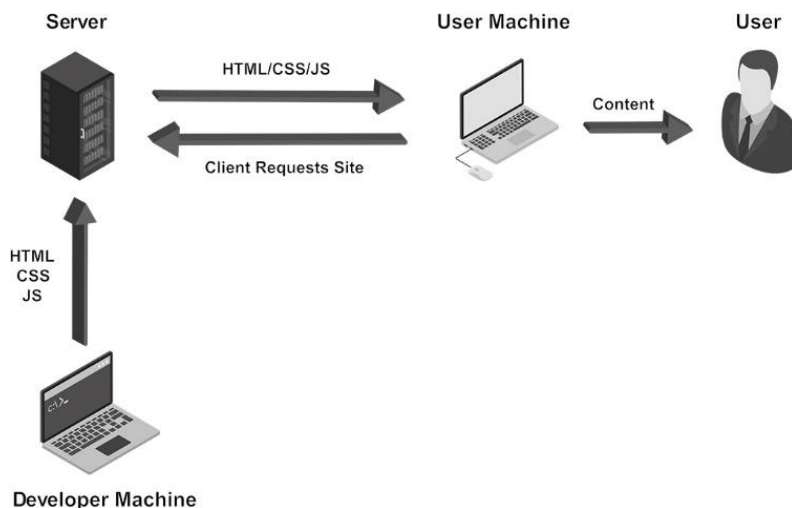 Server
User Machine
User
HTML/CSS/JS
Content
Client Requests Site
HTML
CSS
JS
C:\>_
Developer Machine